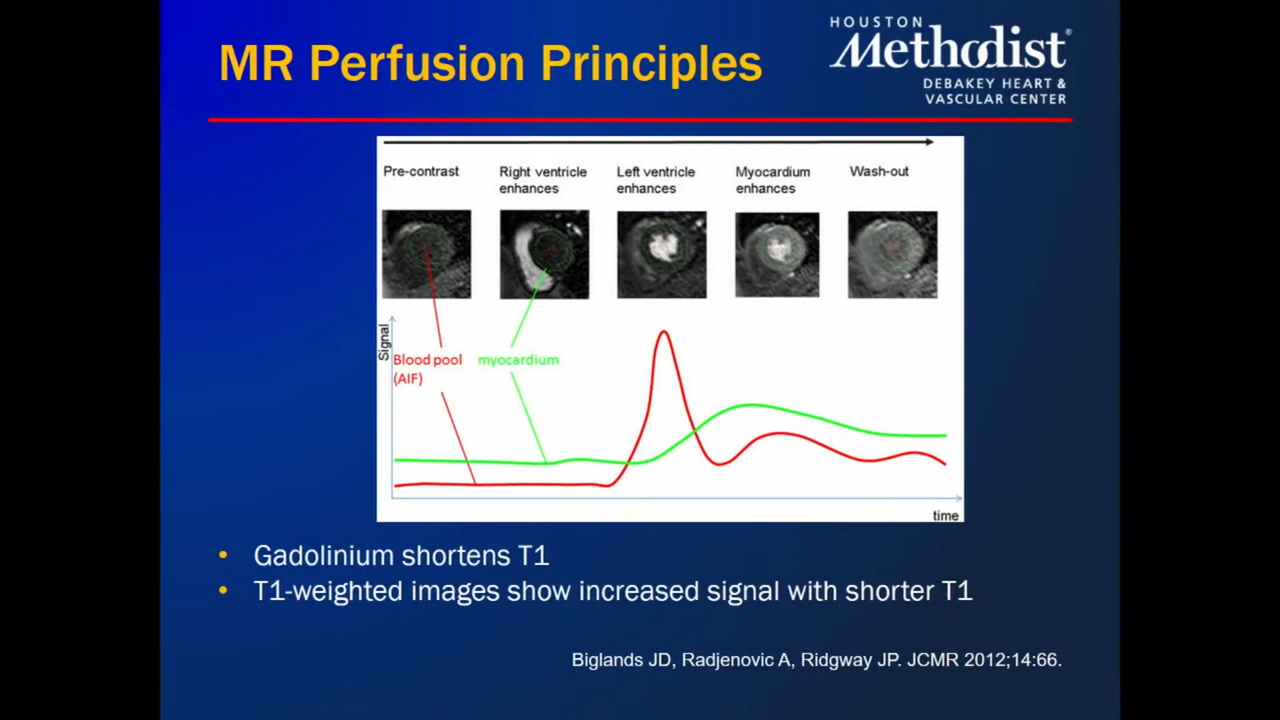 MR Perfusion Principles
HOUSTON
Methodist®
DEBAKEY HEART &
VASCULAR CENTER
Pre-contrast
Right ventricle
enhances
Left ventricle
enhances
Myocardium
enhances
Wash-out
Signal
Blood pool
(AIF)
myocardium
time
• Gadolinium shortens T1
• T1-weighted images show increased signal with shorter T1
Biglands JD, Radjenovic A, Ridgway JP. JCMR 2012;14:66.